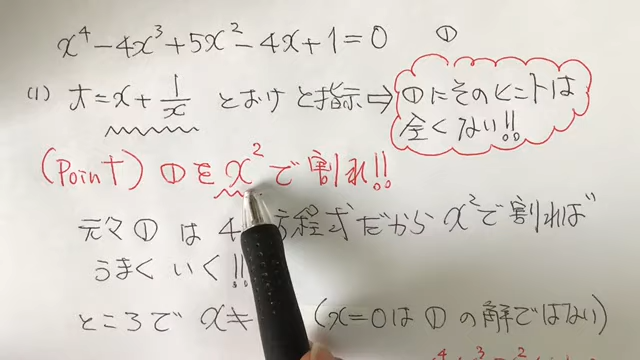 x⁴-4x³+5x²-4x+1=0 ①
(1) t=x+1/x とおけ と指示⇨ ①にそのヒントは
全くない!!
(Point) ①を x² で 割れ!!
元々①は 4 方程式だから x²で割れば
うまくいく!!
ところで x≠ (x=0は①の解ではない)